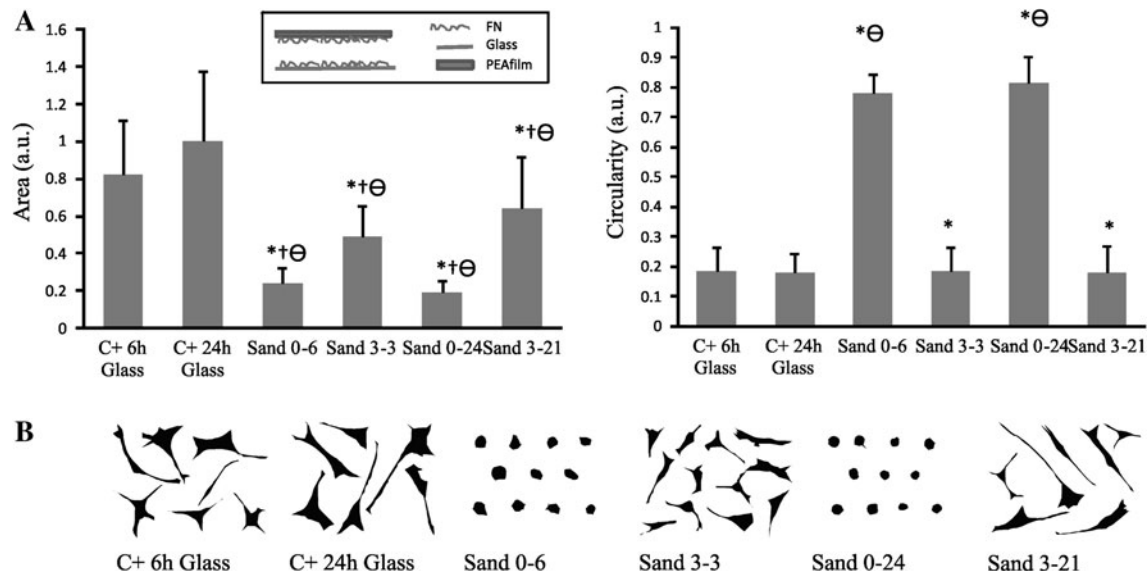 A
1.6
1.4
1.2
1
0.8
0.6
0.4
0.2
0
Area (a.u.)
FN
Glass
PEAfilm
*†Ө
*†Ө
*†Ө
*†Ө
C+ 6h Glass
C+ 24h Glass
Sand 0-6
Sand 3-3
Sand 0-24
Sand 3-21
1
0.9
0.8
0.7
0.6
0.5
0.4
0.3
0.2
0.1
0
Circularity (a.u.)
*Ө
*
*Ө
*
C+ 6h Glass
C+ 24h Glass
Sand 0-6
Sand 3-3
Sand 0-24
Sand 3-21
B
C+ 6h Glass
C+ 24h Glass
Sand 0-6
Sand 3-3
Sand 0-24
Sand 3-21